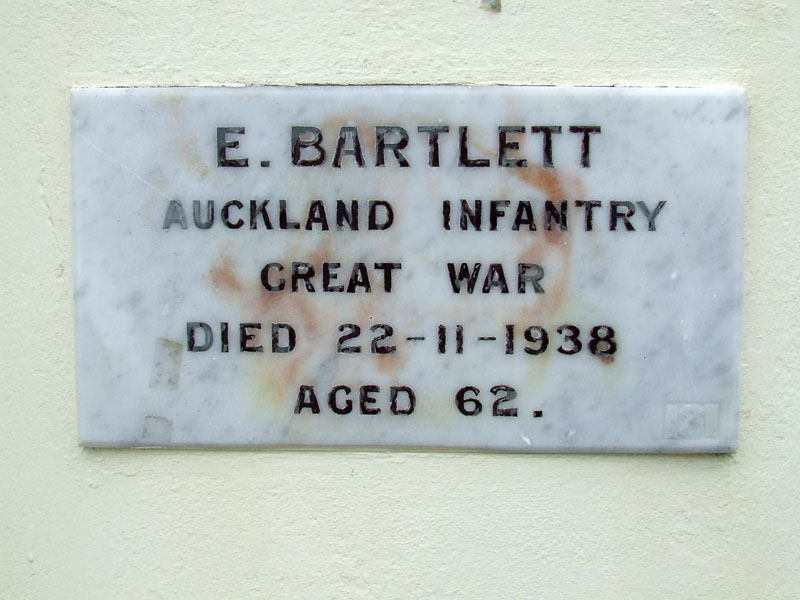 E. BARTLETT
AUCKLAND INFANTRY
GREAT WAR
DIED 22-11-1938
AGED 62.